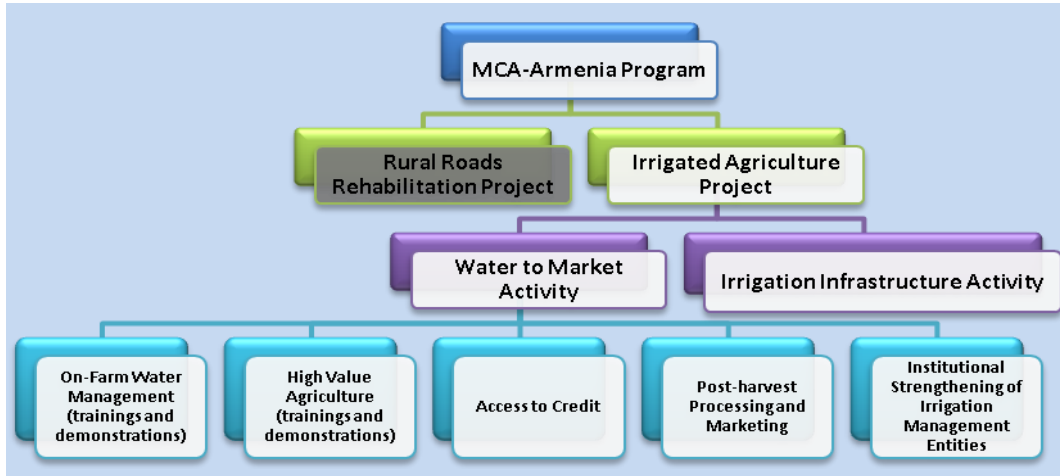 MCA-Armenia Program
Rural Roads
Rehabilitation Project
Irrigated Agriculture
Project
Water to Market
Activity
Irrigation Infrastructure Activity
On-Farm Water
Management
(trainings and
demonstrations)
High Value
Agriculture
(trainings and
demonstrations)
Access to Credit
Post-harvest
Processing and
Marketing
Institutional
Strengthening of
Irrigation
Management
Entities